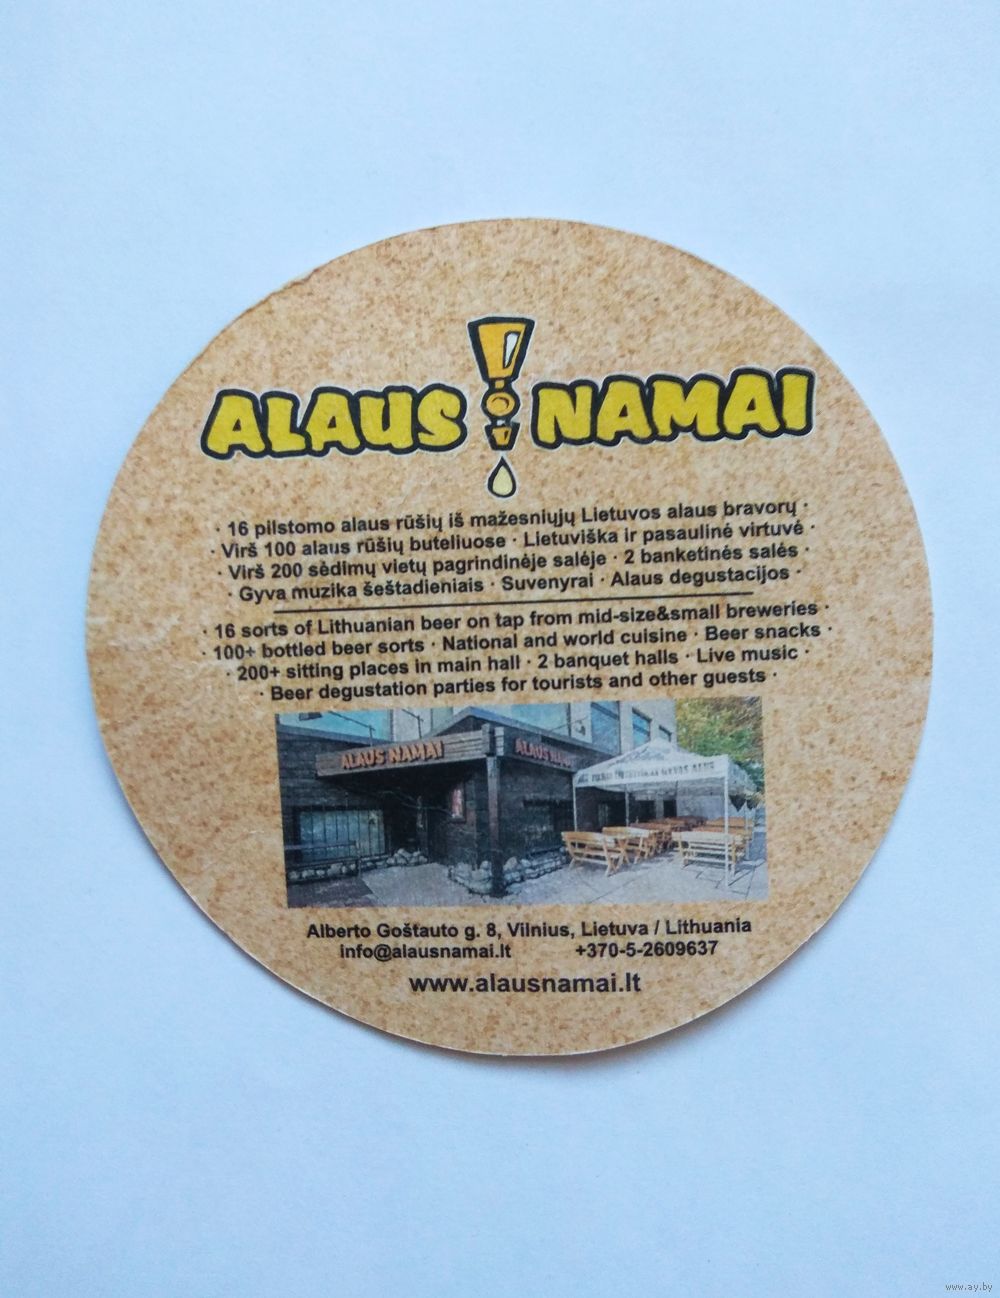 ALAUS NAMAI
· 16 pilstomo alaus rūšių iš mažesniųjų Lietuvos alaus bravorų ·
· Virš 100 alaus rūšių buteliuose · Lietuviška ir pasaulinė virtuvė ·
· Virš 200 sėdimų vietų pagrindinėje salėje · 2 banketinės salės ·
· Gyva muzika šeštadieniais · Suvenyrai · Alaus degustacijos ·
· 16 sorts of Lithuanian beer on tap from mid-size&small breweries ·
· 100+ bottled beer sorts · National and world cuisine · Beer snacks ·
· 200+ sitting places in main hall · 2 banquet halls · Live music ·
· Beer degustation parties for tourists and other guests ·
ALAUS NAMAI
ALAUS NAMAI
GYVAS ALUS
Alberto Goštauto g. 8, Vilnius, Lietuva / Lithuania
info@alausnamai.lt +370-5-2609637
www.alausnamai.lt
www.ay.by